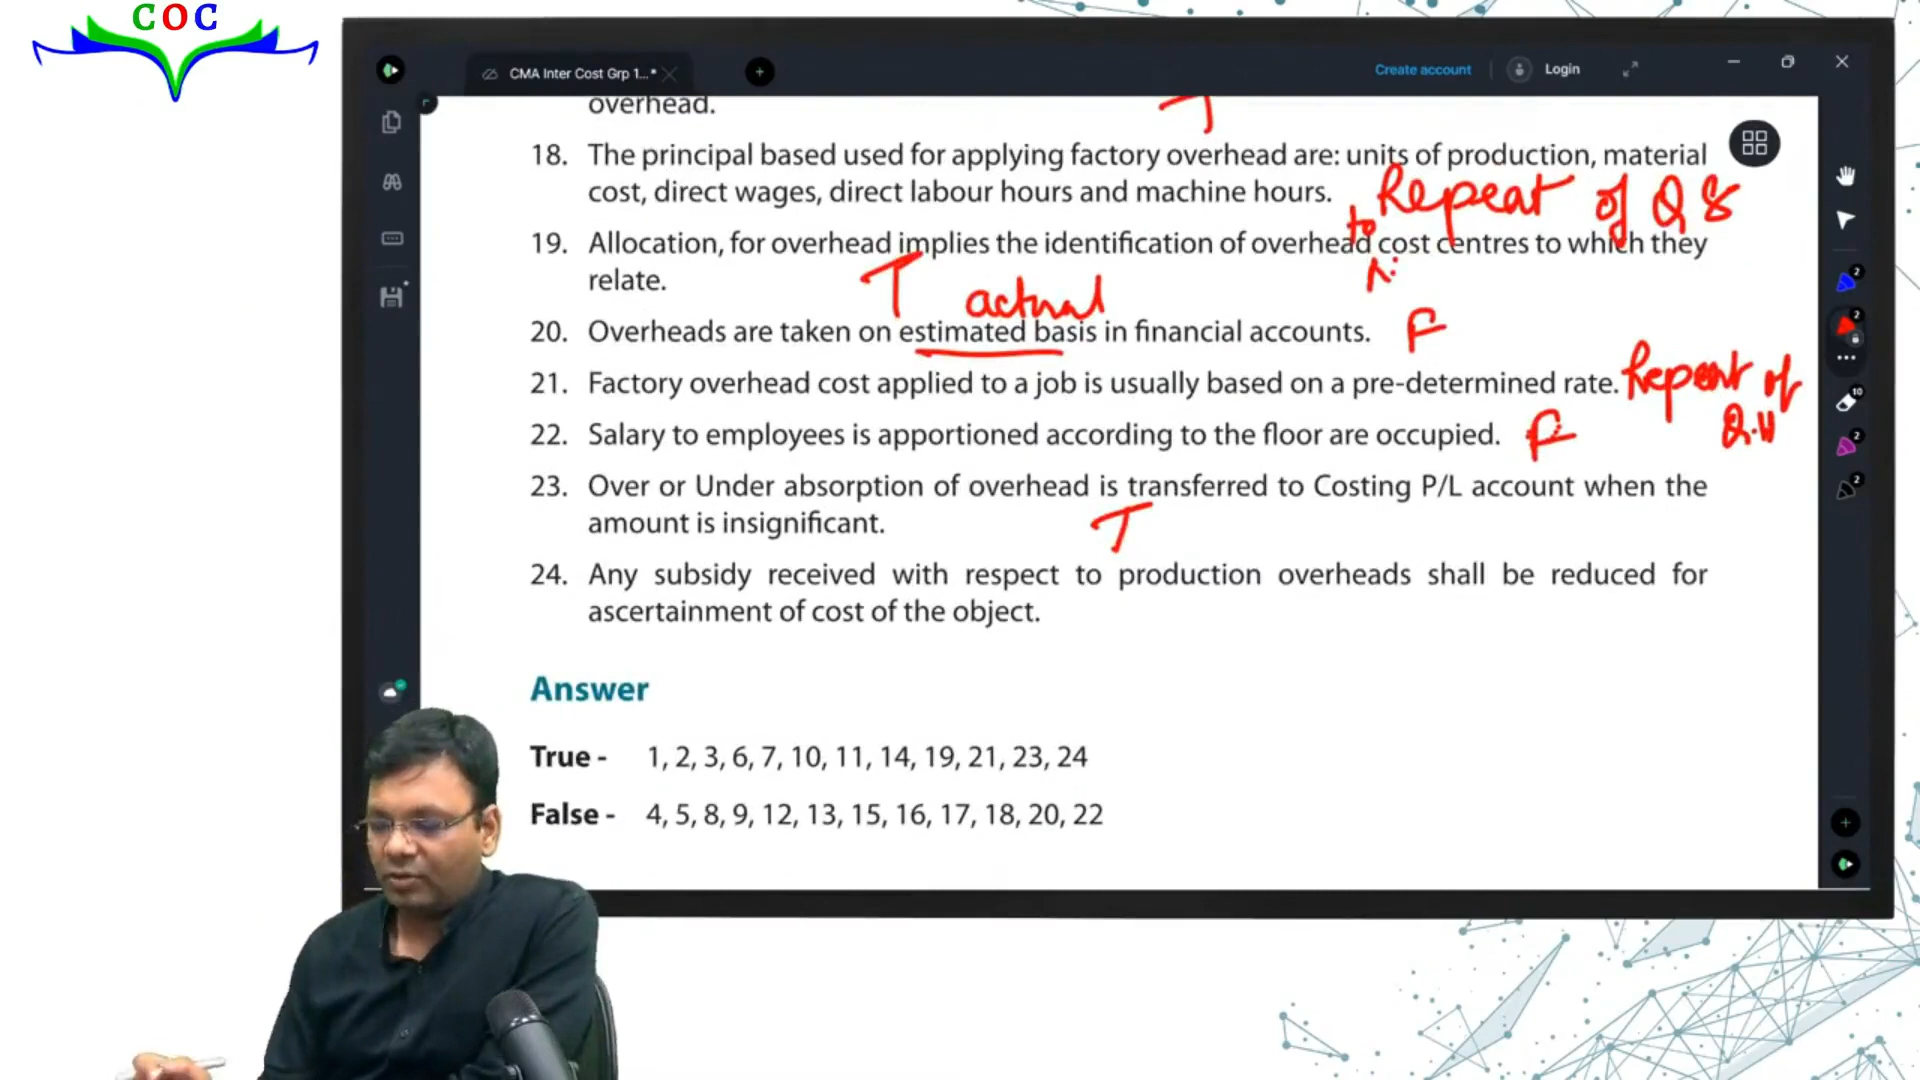 COC
CMA Inter Cost Grp 1...*
Create account
Login
overhead.
T
18. The principal based used for applying factory overhead are: units of production, material
cost, direct wages, direct labour hours and machine hours.
Repeat of Q 8
to
19. Allocation, for overhead implies the identification of overhead cost centres to which they
relate.
T
actual
20. Overheads are taken on estimated basis in financial accounts. F
21. Factory overhead cost applied to a job is usually based on a pre-determined rate. Repeat of
Q.11
22. Salary to employees is apportioned according to the floor are occupied. F
23. Over or Under absorption of overhead is transferred to Costing P/L account when the
amount is insignificant.
T
24. Any subsidy received with respect to production overheads shall be reduced for
ascertainment of cost of the object.
Answer
True - 1, 2, 3, 6, 7, 10, 11, 14, 19, 21, 23, 24
False - 4, 5, 8, 9, 12, 13, 15, 16, 17, 18, 20, 22
2
2
10
2
2